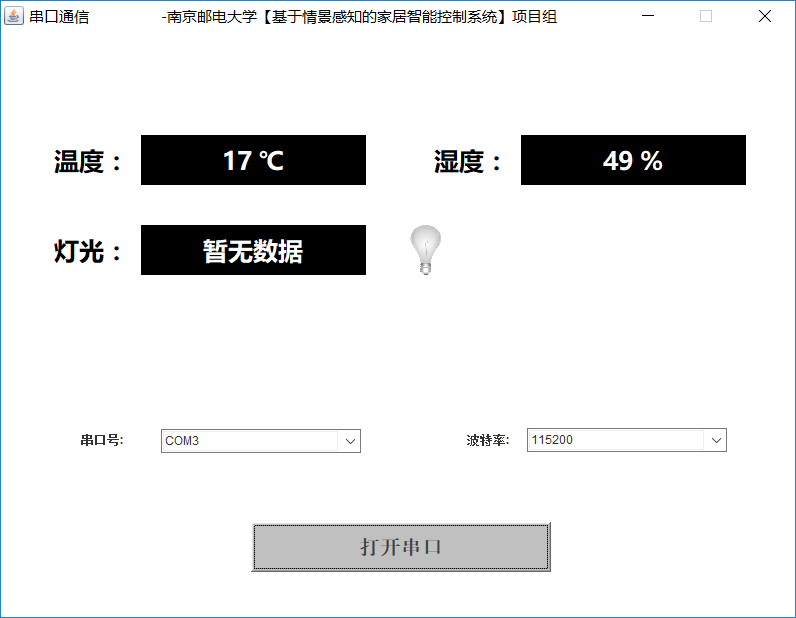 串口通信 -南京邮电大学【基于情景感知的家居智能控制系统】项目组
温度： 17 ℃ 湿度： 49 %
灯光： 暂无数据
串口号: COM3 波特率: 115200
打开串口